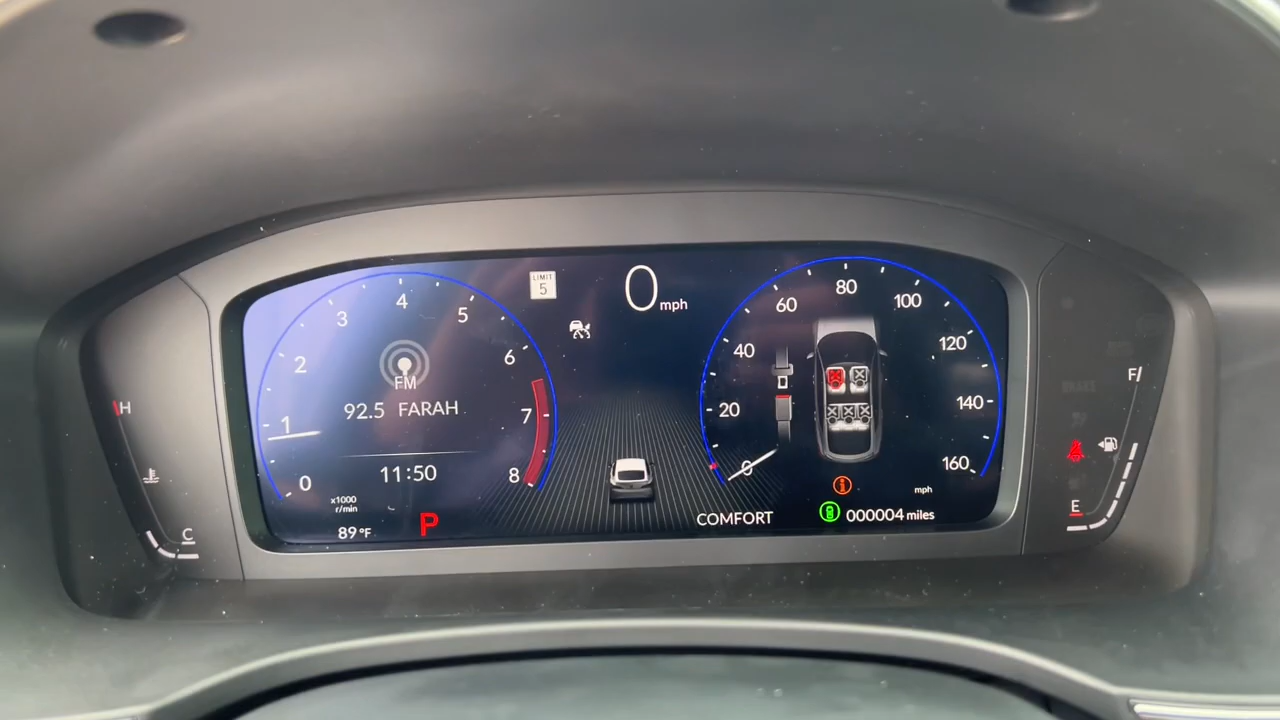 LIMIT
5
0 mph
0
1
2
3
4
5
6
7
8
x1000
r/min
FM
92.5 FARAH
11:50
89°F
P
0
20
40
60
80
100
120
140
160
mph
COMFORT
000004 miles
H
C
F
E